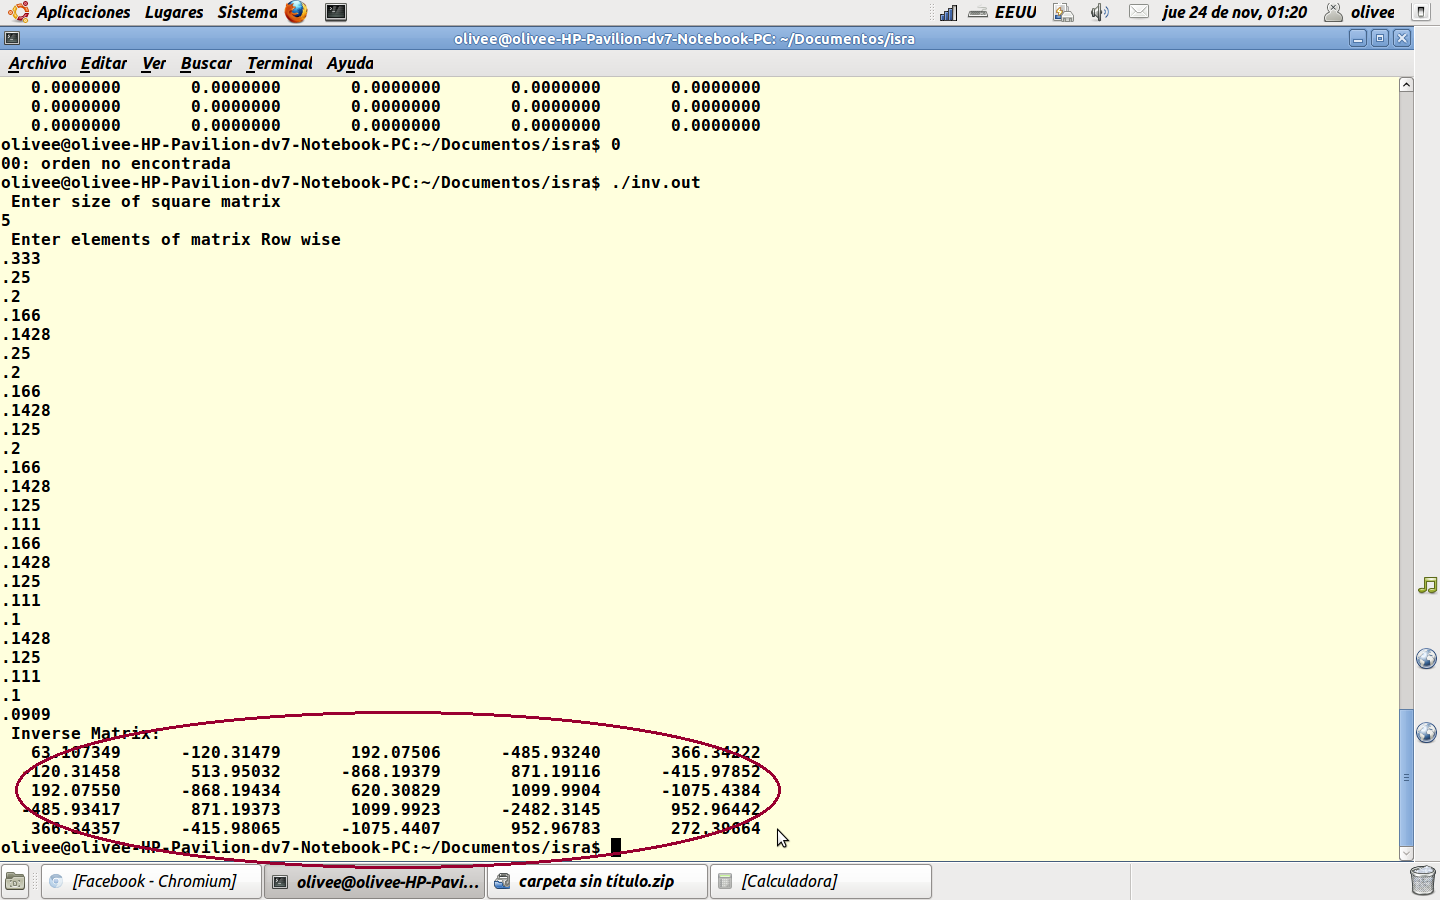 Aplicaciones Lugares Sistema EEUU jue 24 de nov, 01:20 olivee
olivee@olivee-HP-Pavilion-dv7-Notebook-PC: ~/Documentos/isra
Archivo Editar Ver Buscar Terminal Ayuda
0.0000000 0.0000000 0.0000000 0.0000000 0.0000000
0.0000000 0.0000000 0.0000000 0.0000000 0.0000000
0.0000000 0.0000000 0.0000000 0.0000000 0.0000000
olivee@olivee-HP-Pavilion-dv7-Notebook-PC:~/Documentos/isra$ 0
00: orden no encontrada
olivee@olivee-HP-Pavilion-dv7-Notebook-PC:~/Documentos/isra$ ./inv.out
Enter size of square matrix
5
Enter elements of matrix Row wise
.333
.25
.2
.166
.1428
.25
.2
.166
.1428
.125
.2
.166
.1428
.125
.111
.166
.1428
.125
.111
.1
.1428
.125
.111
.1
.0909
Inverse Matrix:
63.107349 -120.31479 192.07506 -485.93240 366.34222
120.31458 513.95032 -868.19379 871.19116 -415.97852
192.07550 -868.19434 620.30829 1099.9904 -1075.4384
-485.93417 871.19373 1099.9923 -2482.3145 952.96442
366.34357 -415.98065 -1075.4407 952.96783 272.39664
olivee@olivee-HP-Pavilion-dv7-Notebook-PC:~/Documentos/isra$
[Facebook - Chromium] olivee@olivee-HP-Pavi... carpeta sin título.zip [Calculadora]